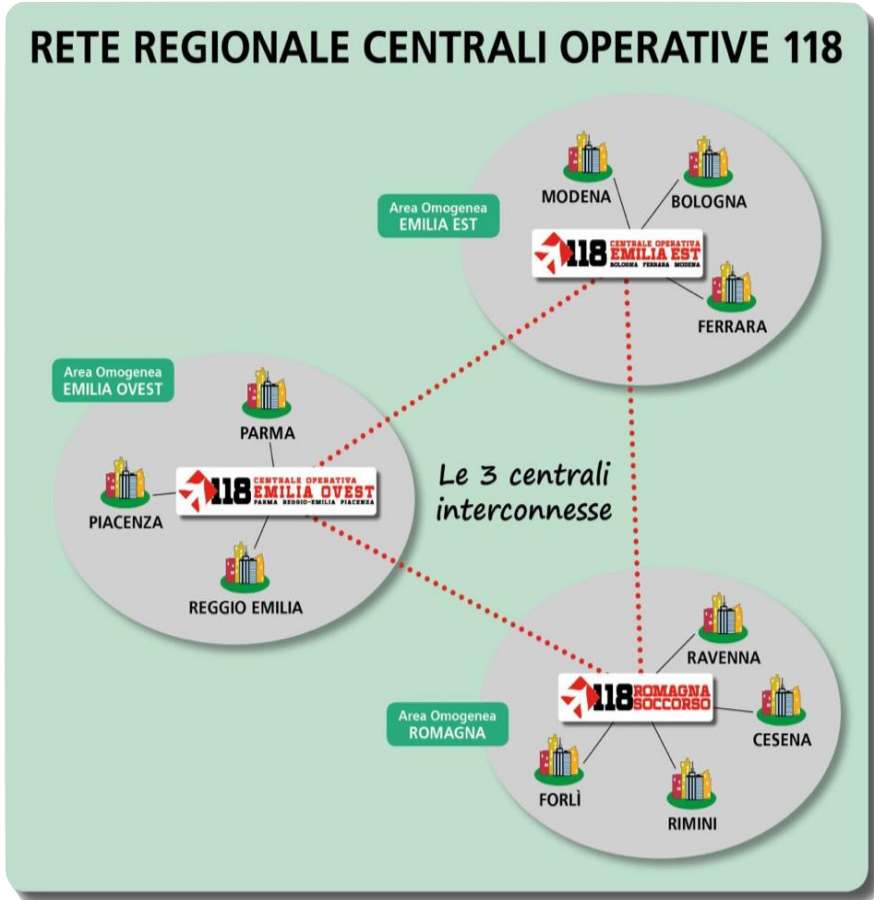 RETE REGIONALE CENTRALI OPERATIVE 118
Area Omogenea
EMILIA EST
MODENA
BOLOGNA
118 CENTRALE OPERATIVA
EMILIA EST
BOLOGNA FERRARA MODENA
FERRARA
Area Omogenea
EMILIA OVEST
PARMA
118 CENTRALE OPERATIVA
EMILIA OVEST
PARMA REGGIO-EMILIA PIACENZA
PIACENZA
REGGIO EMILIA
Le 3 centrali
interconnesse
Area Omogenea
ROMAGNA
RAVENNA
118 ROMAGNA
SOCCORSO
CESENA
FORLÌ
RIMINI